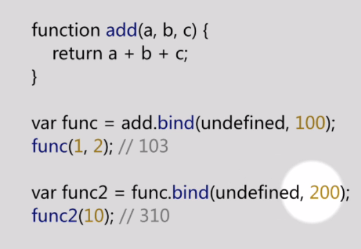 function add(a, b, c) {
return a + b + c;
}
var func = add.bind(undefined, 100);
func(1, 2); // 103
var func2 = func.bind(undefined, 200);
func2(10); // 310